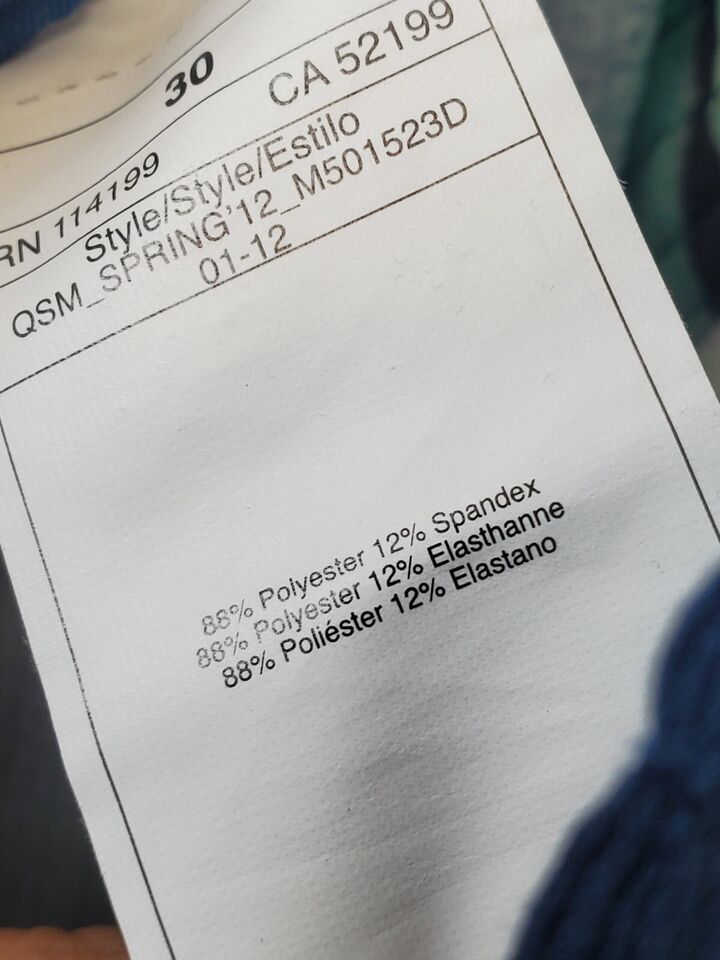 30
RN 114199 CA 52199
Style/Style/Estilo
QSM_SPRING'12_M501523D
01-12
88% Polyester 12% Spandex
88% Polyester 12% Elasthanne
88% Poliéster 12% Elastano